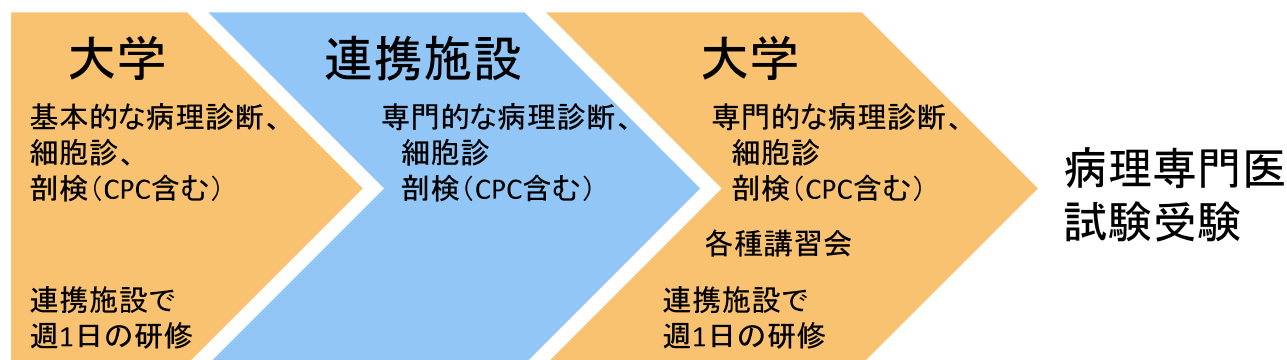 大学
基本的な病理診断、
細胞診、
剖検（CPC含む）
連携施設で
週1日の研修
連携施設
専門的な病理診断、
細胞診
剖検（CPC含む）
大学
専門的な病理診断、
細胞診
剖検（CPC含む）
各種講習会
連携施設で
週1日の研修
病理専門医
試験受験